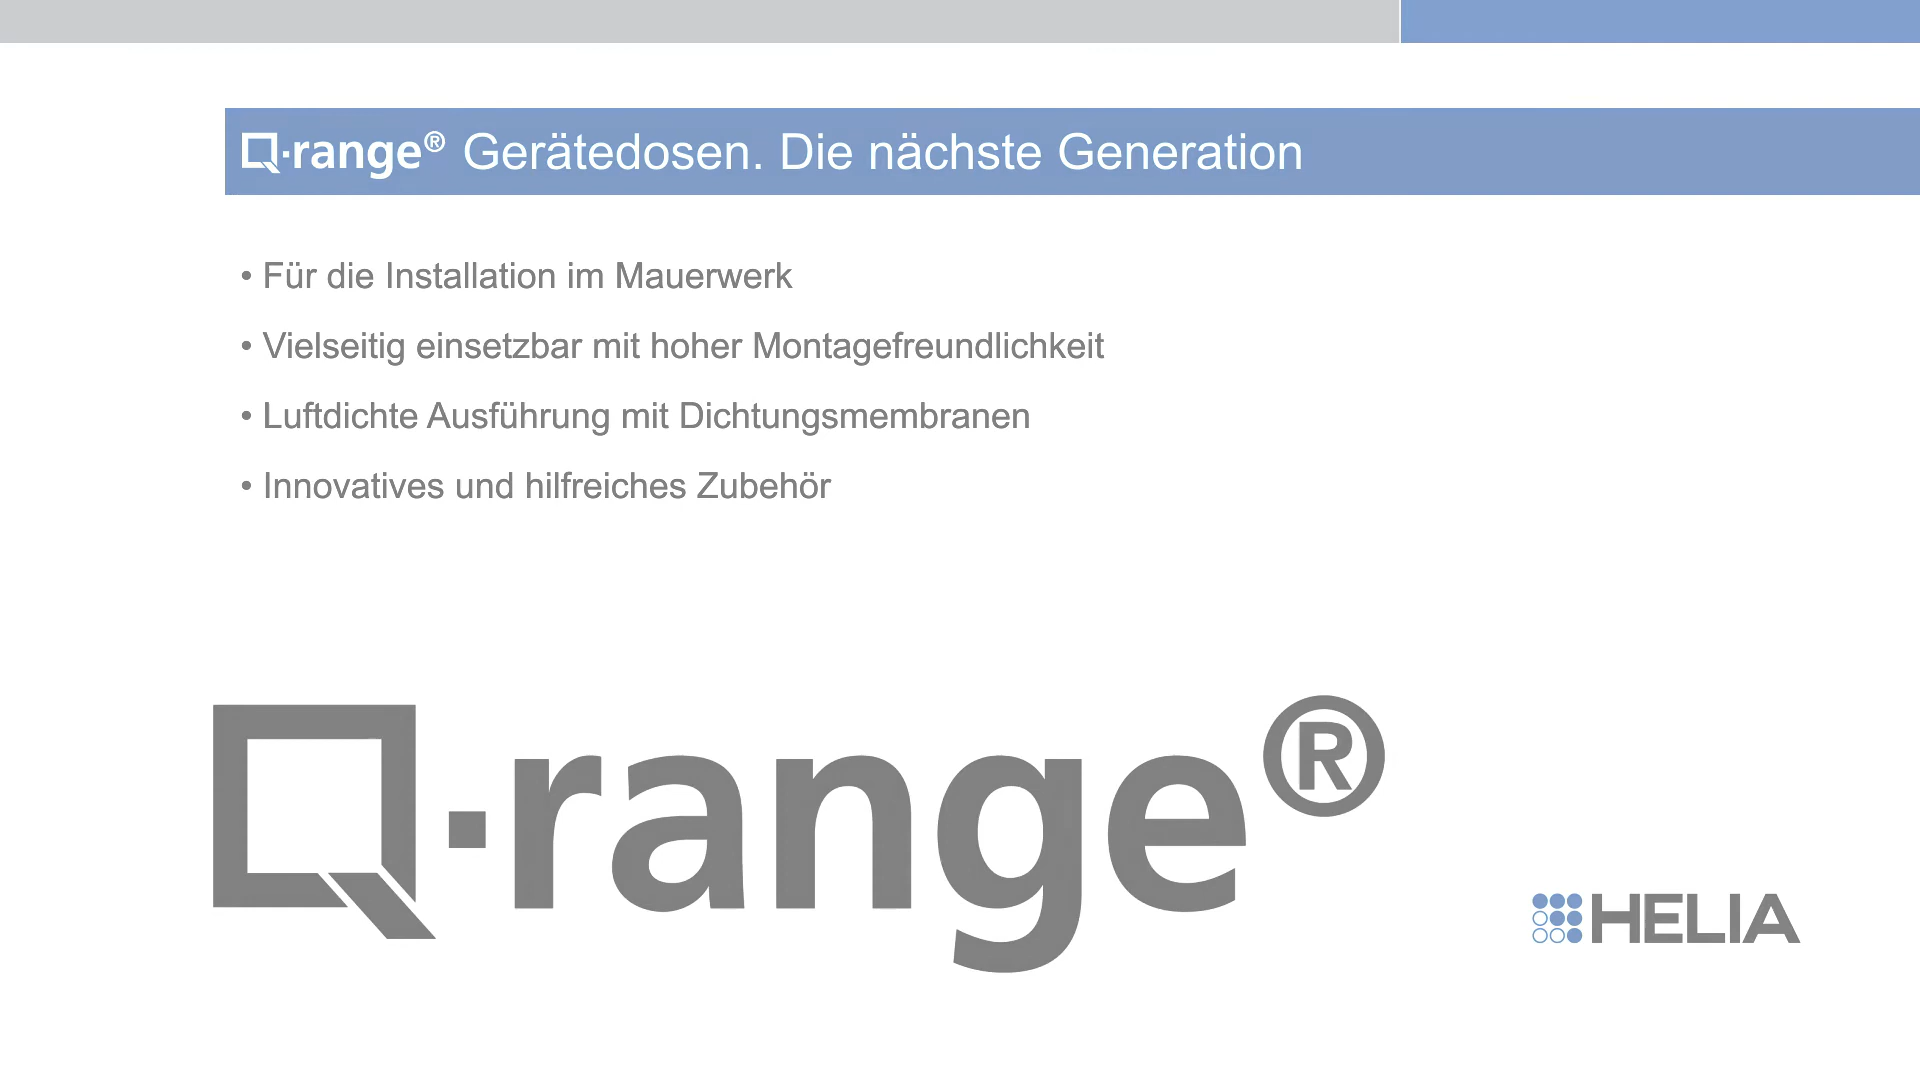 Q·range® Gerätedosen. Die nächste Generation
• Für die Installation im Mauerwerk
• Vielseitig einsetzbar mit hoher Montagefreundlichkeit
• Luftdichte Ausführung mit Dichtungsmembranen
• Innovatives und hilfreiches Zubehör
Q·range®
HELIA